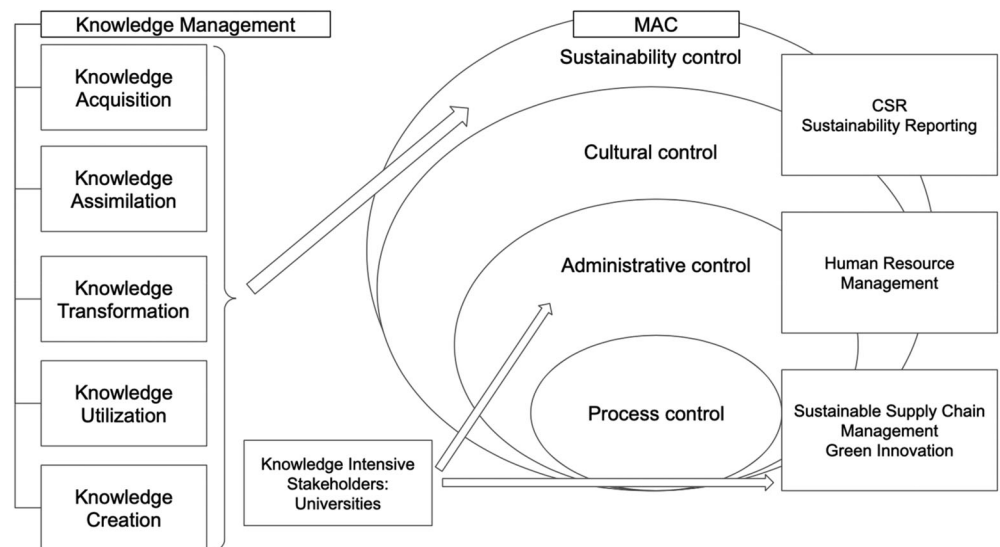 Knowledge Management
Knowledge
Acquisition
Knowledge
Assimilation
Knowledge
Transformation
Knowledge
Utilization
Knowledge
Creation
Knowledge Intensive
Stakeholders:
Universities
MAC
Sustainability control
Cultural control
Administrative control
Process control
CSR
Sustainability Reporting
Human Resource
Management
Sustainable Supply Chain
Management
Green Innovation